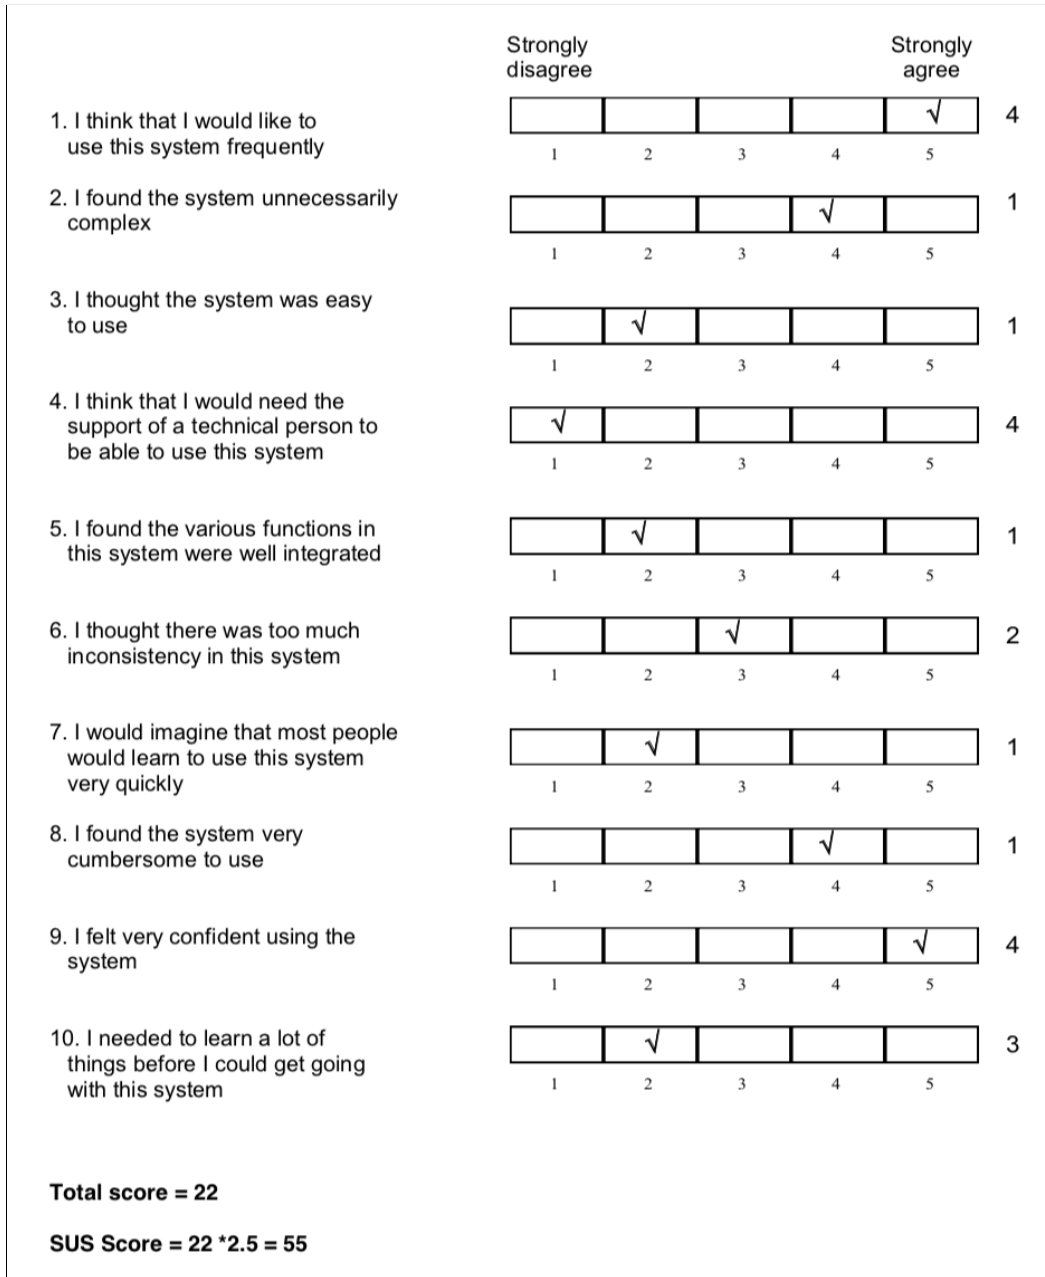 Strongly disagree
Strongly agree
1. I think that I would like to
use this system frequently
√
4
1 2 3 4 5
2. I found the system unnecessarily
complex
√
1
1 2 3 4 5
3. I thought the system was easy
to use
√
1
1 2 3 4 5
4. I think that I would need the
support of a technical person to
be able to use this system
√
4
1 2 3 4 5
5. I found the various functions in
this system were well integrated
√
1
1 2 3 4 5
6. I thought there was too much
inconsistency in this system
√
2
1 2 3 4 5
7. I would imagine that most people
would learn to use this system
very quickly
√
1
1 2 3 4 5
8. I found the system very
cumbersome to use
√
1
1 2 3 4 5
9. I felt very confident using the
system
√
4
1 2 3 4 5
10. I needed to learn a lot of
things before I could get going
with this system
√
3
1 2 3 4 5
Total score = 22
SUS Score = 22 *2.5 = 55